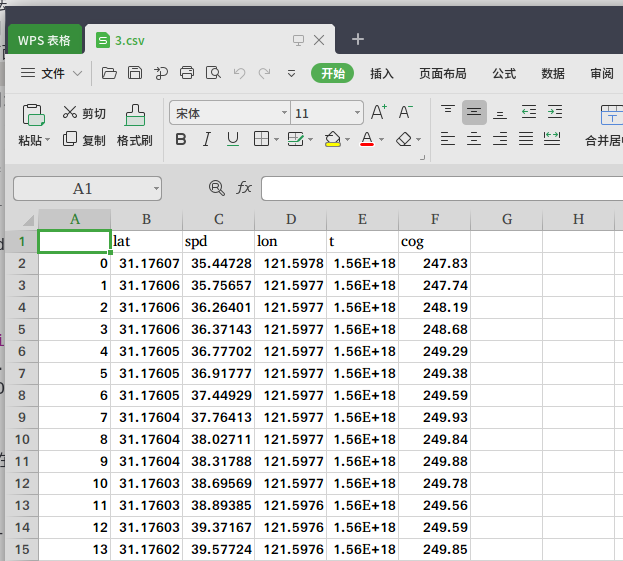 WPS 表格 3.csv
文件 开始 插入 页面布局 公式 数据 审阅
剪切 宋体 11 A+ A-
粘贴 复制 格式刷 B I U A 合并居
A1 fx
A B C D E F G H
1 lat spd lon t cog
2 0 31.17607 35.44728 121.5978 1.56E+18 247.83
3 1 31.17606 35.75657 121.5977 1.56E+18 247.74
4 2 31.17606 36.26401 121.5977 1.56E+18 248.19
5 3 31.17606 36.37143 121.5977 1.56E+18 248.68
6 4 31.17605 36.77702 121.5977 1.56E+18 249.29
7 5 31.17605 36.91777 121.5977 1.56E+18 249.38
8 6 31.17605 37.44929 121.5977 1.56E+18 249.59
9 7 31.17604 37.76413 121.5977 1.56E+18 249.93
10 8 31.17604 38.02711 121.5977 1.56E+18 249.84
11 9 31.17604 38.31788 121.5977 1.56E+18 249.88
12 10 31.17603 38.69569 121.5977 1.56E+18 249.78
13 11 31.17603 38.89385 121.5976 1.56E+18 249.56
14 12 31.17603 39.37167 121.5976 1.56E+18 249.59
15 13 31.17602 39.57724 121.5976 1.56E+18 249.85